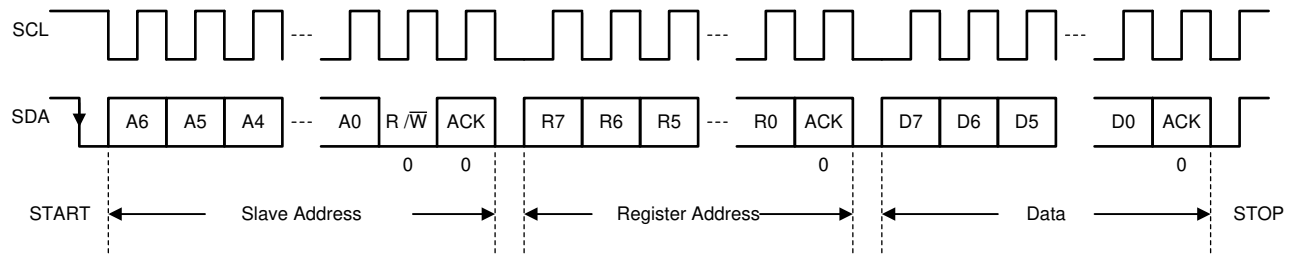 SCL --- --- ---
SDA A6 A5 A4 --- A0 R /W̅ ACK R7 R6 R5 --- R0 ACK D7 D6 D5 D0 ACK
0 0 0 0
START Slave Address Register Address Data STOP